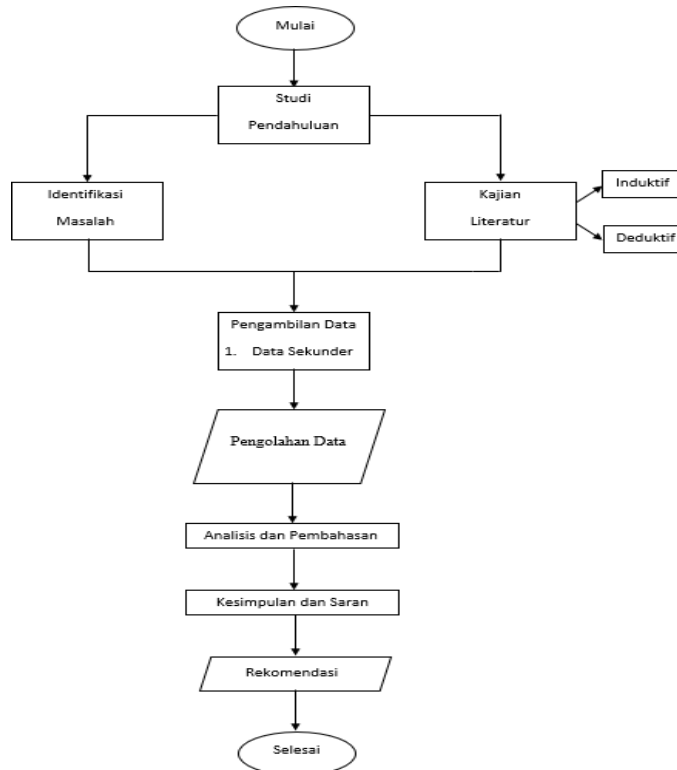 Mulai
Studi
Pendahuluan
Identifikasi
Masalah
Kajian
Literatur
Induktif
Deduktif
Pengambilan Data
1. Data Sekunder
Pengolahan Data
Analisis dan Pembahasan
Kesimpulan dan Saran
Rekomendasi
Selesai